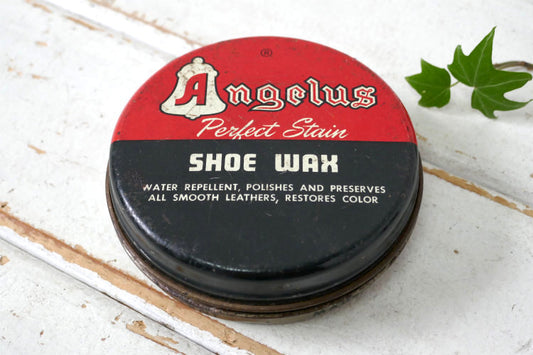 ®
Angelus
Perfect Stain
SHOE WAX
WATER REPELLENT, POLISHES AND PRESERVES
ALL SMOOTH LEATHERS, RESTORES COLOR